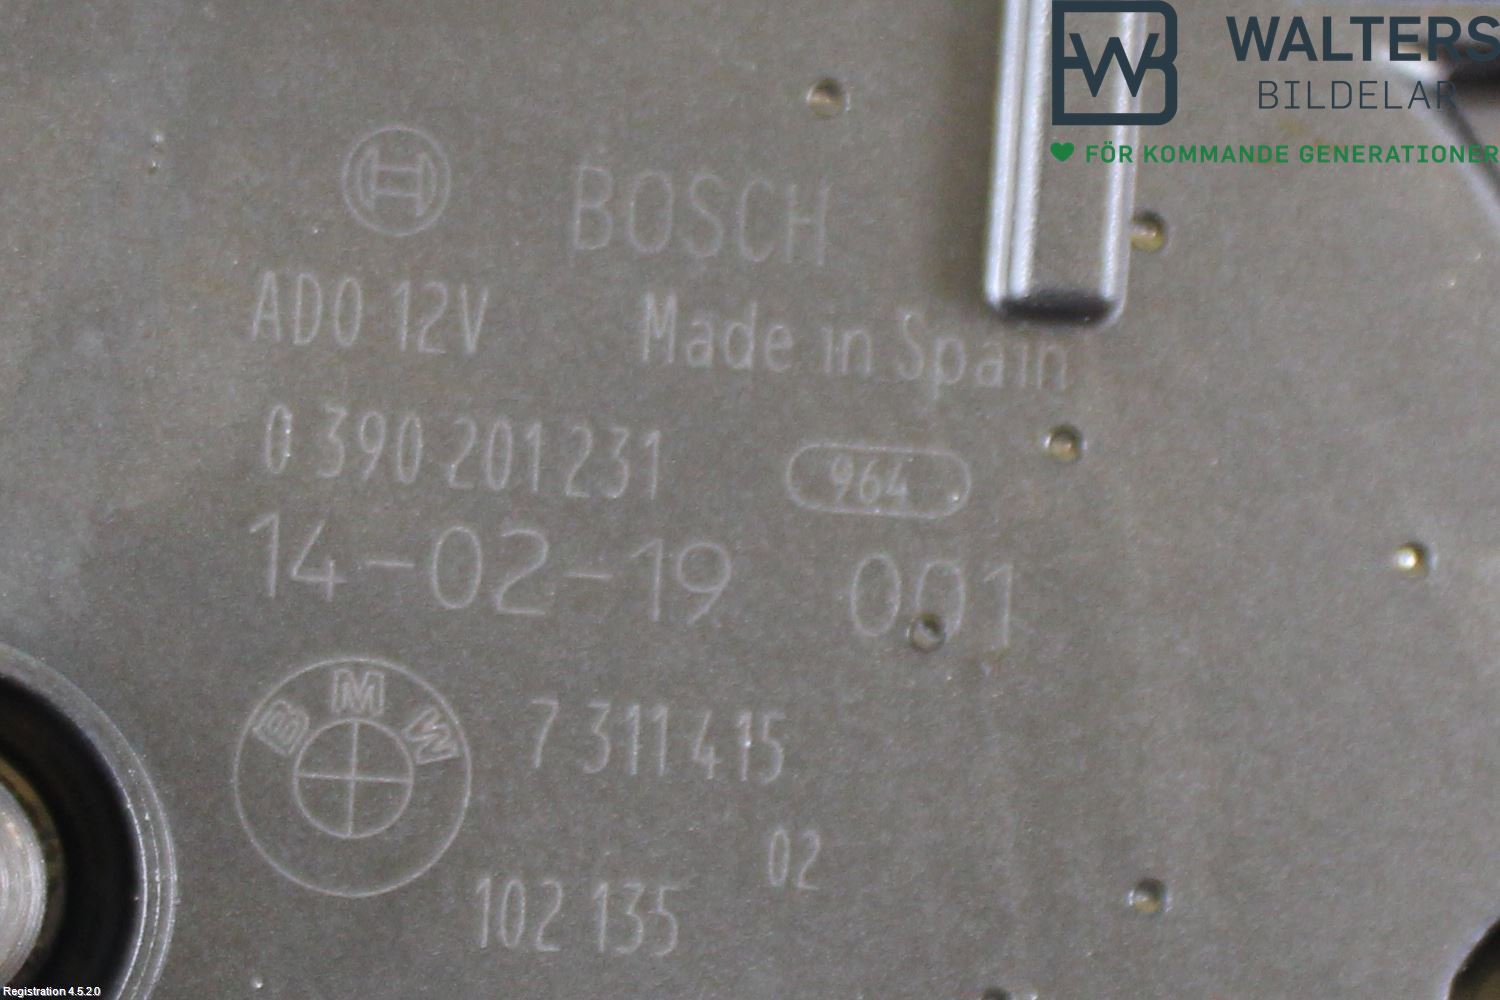 WALTERS
BILDELAR
FÖR KOMMANDE GENERATIONER
BOSCH
AD0 12V Made in Spain
0 390 201 231 964
14-02-19 001
BMW 7 311 415
02
102 135
Registration 4.5.2.0